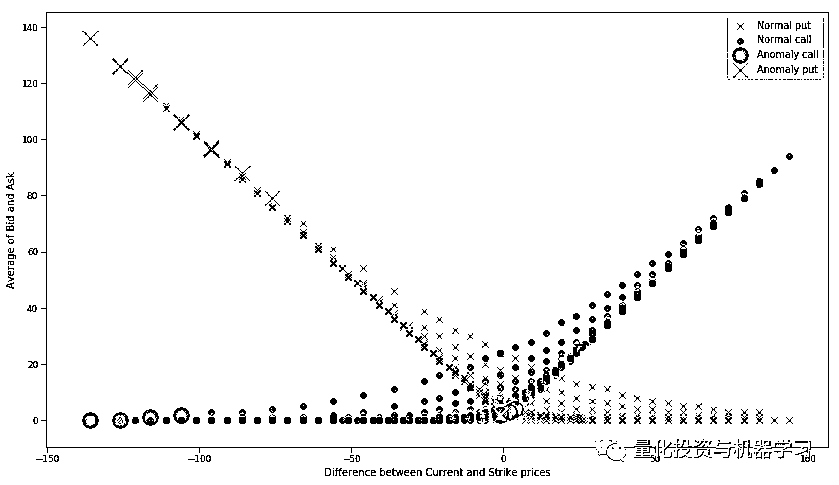 140
120
100
80
60
40
20
0
Average of Bid and Ask
Normal put
Normal call
Anomaly call
Anomaly put
−150
−100
−50
0
50
100
Difference between Current and Strike prices
量化投资与机器学习